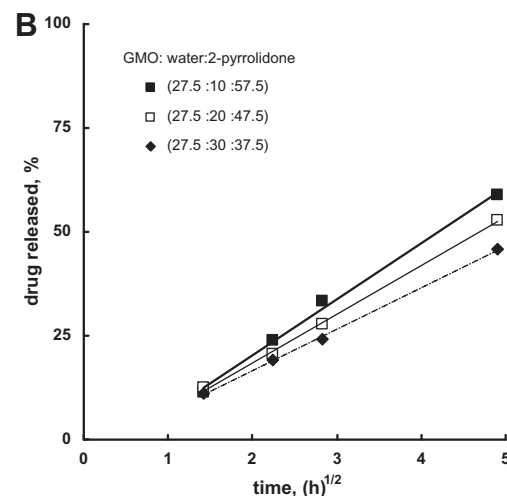 B
100
75
50
25
0
drug released, %
GMO: water:2-pyrrolidone
(27.5 :10 :57.5)
(27.5 :20 :47.5)
(27.5 :30 :37.5)
0 1 2 3 4 5
time, (h)1/2